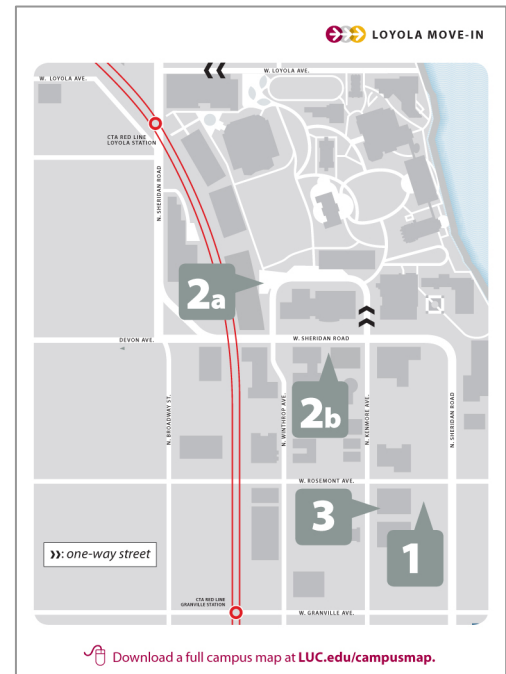 LOYOLA MOVE-IN
W. LOYOLA AVE.
W. LOYOLA AVE.
CTA RED LINE
LOYOLA STATION
N. SHERIDAN ROAD
2a
DEVON AVE.
W. SHERIDAN ROAD
2b
N. BROADWAY ST.
N. WINTHROP AVE.
N. KENMORE AVE.
N. SHERIDAN ROAD
W. ROSEMONT AVE.
3
1
: one-way street
CTA RED LINE
GRANVILLE STATION
W. GRANVILLE AVE.
Download a full campus map at LUC.edu/campusmap.